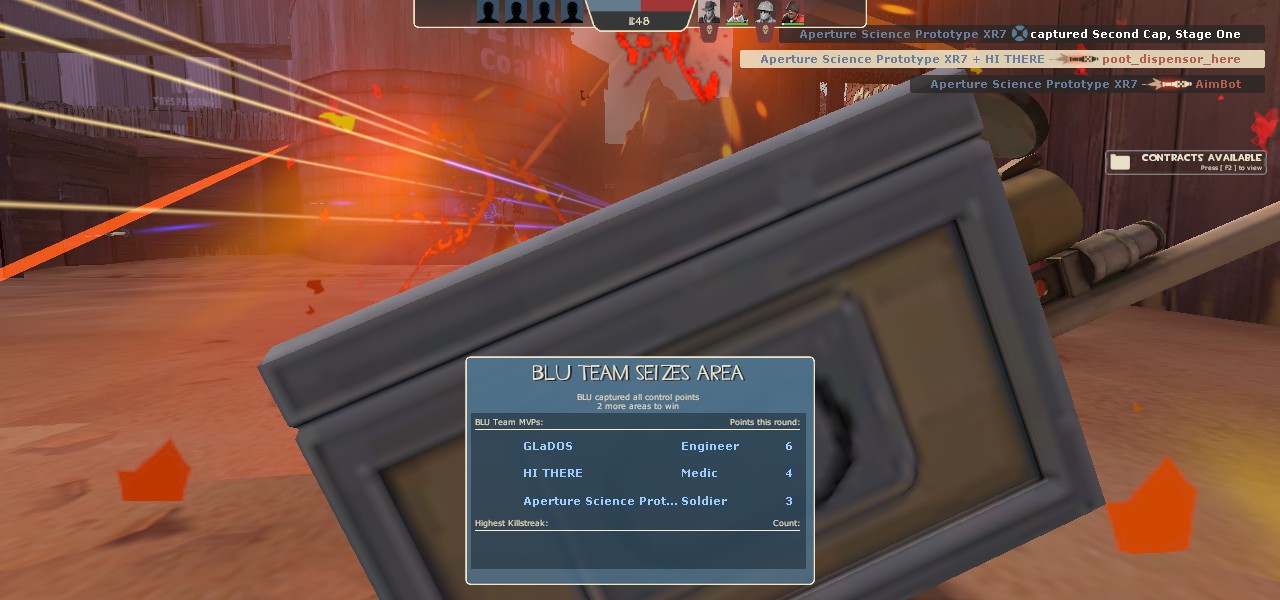 1:48
Aperture Science Prototype XR7 captured Second Cap, Stage One
Aperture Science Prototype XR7 + HI THERE poot_dispensor_here
Aperture Science Prototype XR7 AimBot
CONTRACTS AVAILABLE
Press [ F2 ] to view
BLU TEAM SEIZES AREA
BLU captured all control points
2 more areas to win
BLU Team MVPs: Points this round:
GLaDOS Engineer 6
HI THERE Medic 4
Aperture Science Prot... Soldier 3
Highest Killstreak: Count: